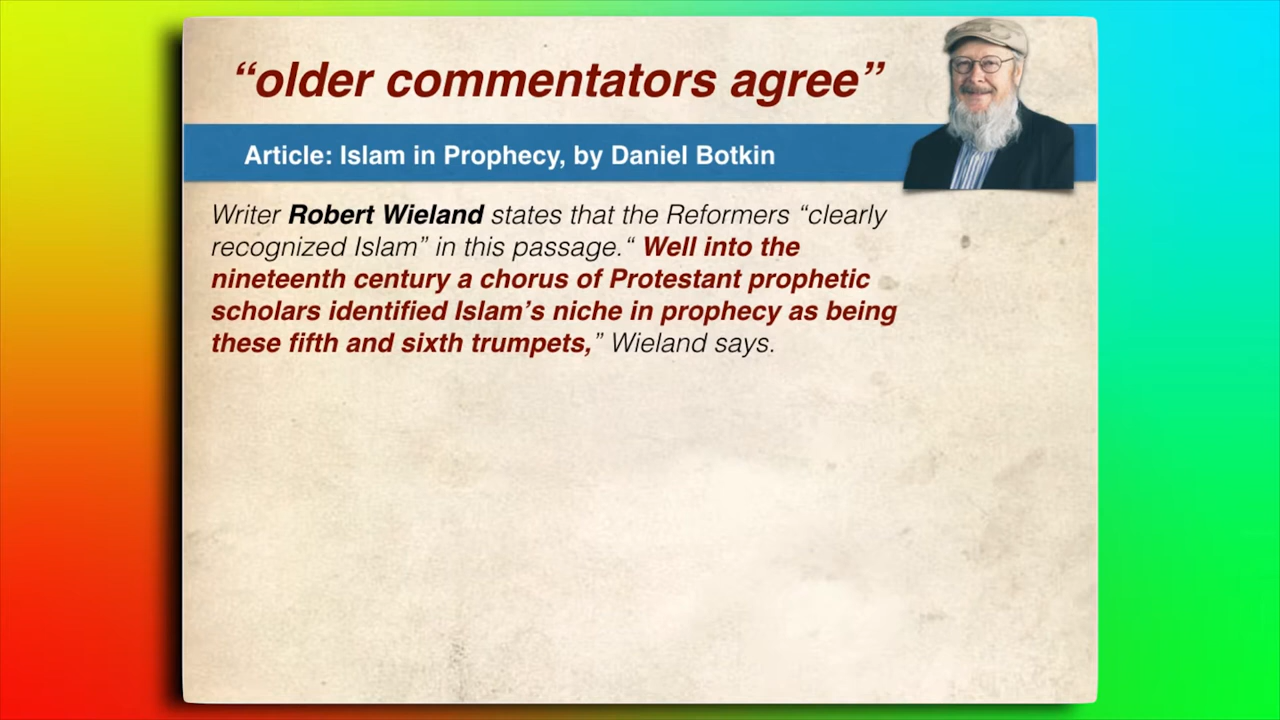 “older commentators agree”
Article: Islam in Prophecy, by Daniel Botkin
Writer Robert Wieland states that the Reformers “clearly
recognized Islam” in this passage.“ Well into the
nineteenth century a chorus of Protestant prophetic
scholars identified Islam’s niche in prophecy as being
these fifth and sixth trumpets,” Wieland says.